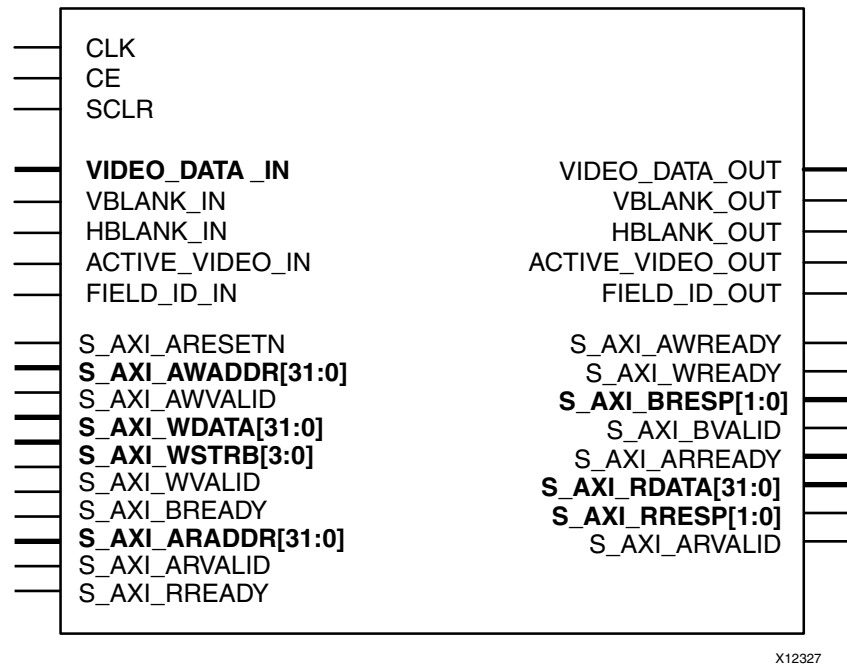 CLK
CE
SCLR
VIDEO_DATA _IN
VBLANK_IN
HBLANK_IN
ACTIVE_VIDEO_IN
FIELD_ID_IN
S_AXI_ARESETN
S_AXI_AWADDR[31:0]
S_AXI_AWVALID
S_AXI_WDATA[31:0]
S_AXI_WSTRB[3:0]
S_AXI_WVALID
S_AXI_BREADY
S_AXI_ARADDR[31:0]
S_AXI_ARVALID
S_AXI_RREADY
VIDEO_DATA_OUT
VBLANK_OUT
HBLANK_OUT
ACTIVE_VIDEO_OUT
FIELD_ID_OUT
S_AXI_AWREADY
S_AXI_WREADY
S_AXI_BRESP[1:0]
S_AXI_BVALID
S_AXI_ARREADY
S_AXI_RDATA[31:0]
S_AXI_RRESP[1:0]
S_AXI_ARVALID
X12327